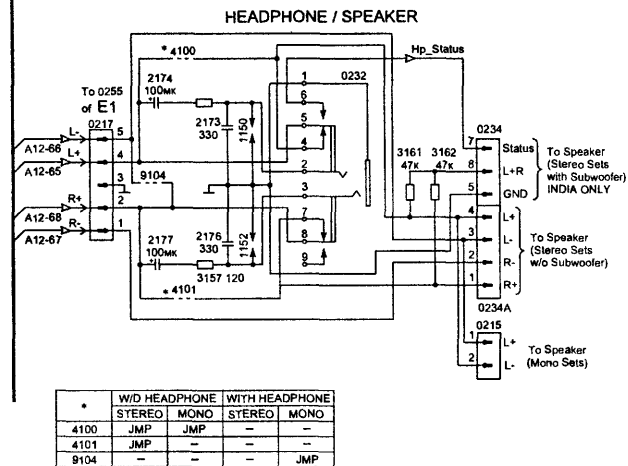 HEADPHONE / SPEAKER
* 4100
Hp_Status
2174
100мк
To 0255
of E1
0217
L-
A12-66
L+
A12-65
R+
A12-68
R-
A12-67
5
4
3
2
1
9104
2173
330
1150
1
6
5
4
2
3
7
8
9
0232
2177
100мк
2176
330
1152
3157 120
* 4101
3161
47к
3162
47к
0234
7 Status
8 L+R
5 GND
To Speaker
(Stereo Sets
with Subwoofer)
INDIA ONLY
4 L+
3 L-
2 R-
1 R+
To Speaker
(Stereo Sets
w/o Subwoofer)
0234A
0215
1 L+
2 L-
To Speaker
(Mono Sets)
* W/D HEADPHONE WITH HEADPHONE
STEREO MONO STEREO MONO
4100 JMP JMP – –
4101 JMP – – –
9104 – – – JMP